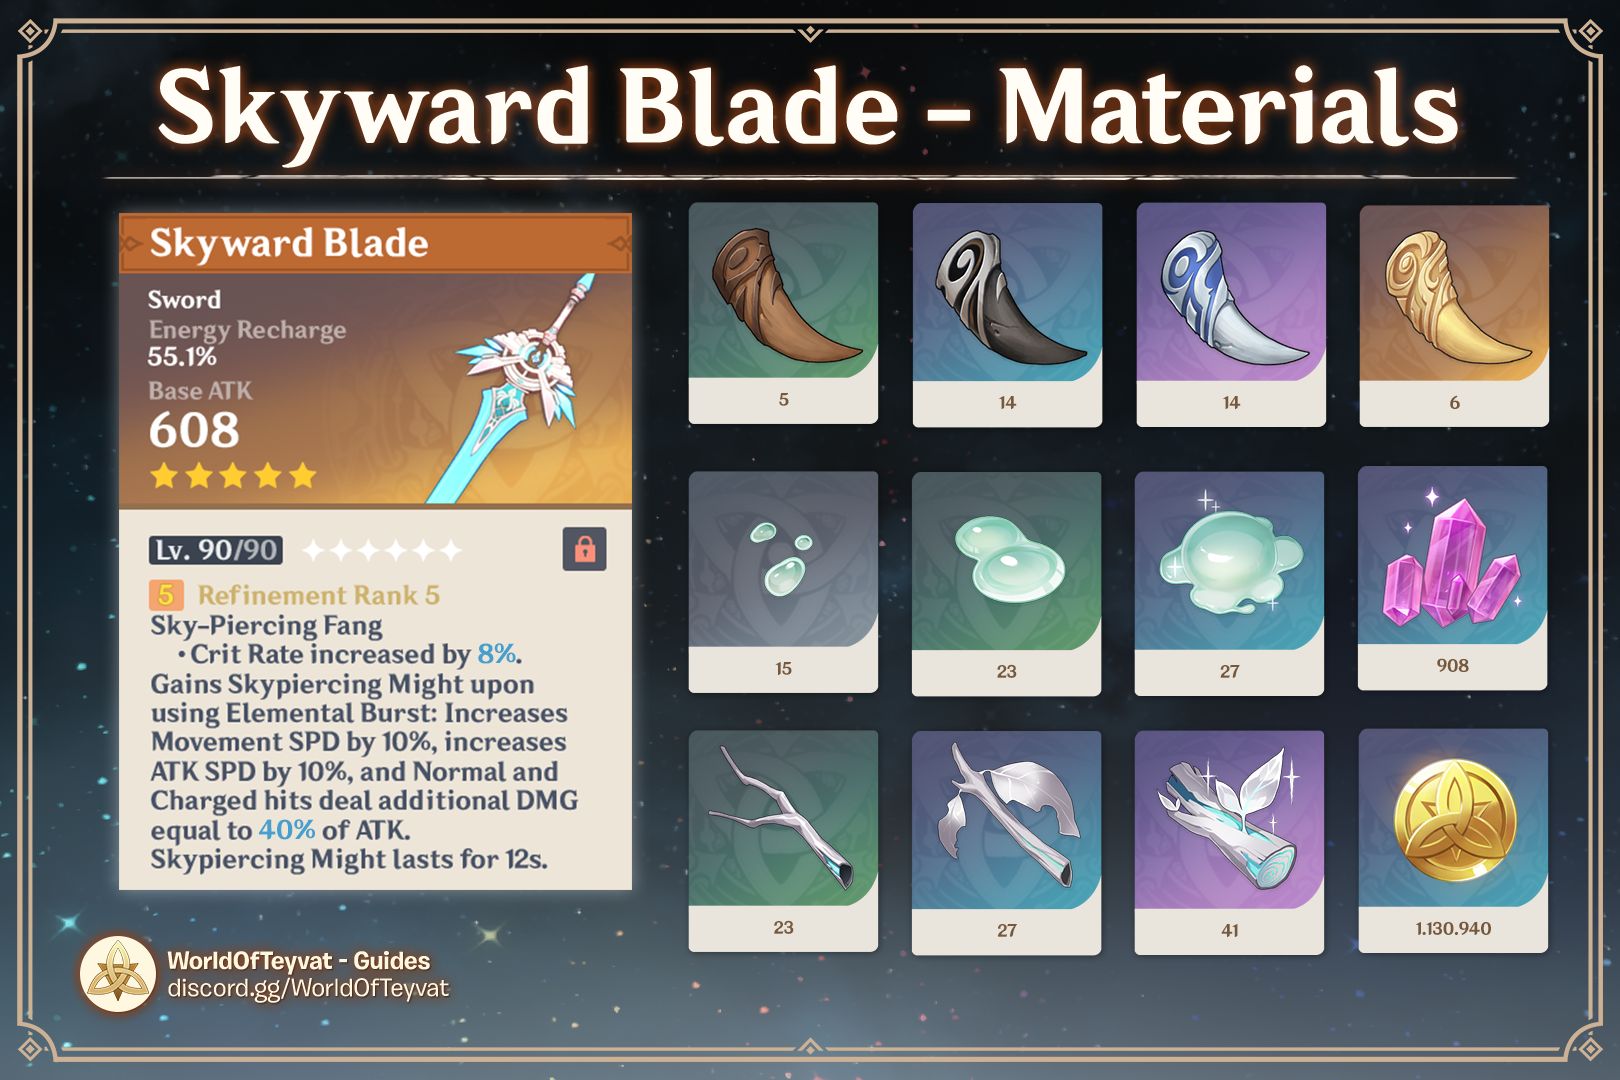 Skyward Blade - Materials
Skyward Blade
Sword
Energy Recharge
55.1%
Base ATK
608
Lv. 90/90
5 Refinement Rank 5
Sky-Piercing Fang
• Crit Rate increased by 8%.
Gains Skypiercing Might upon
using Elemental Burst: Increases
Movement SPD by 10%, increases
ATK SPD by 10%, and Normal and
Charged hits deal additional DMG
equal to 40% of ATK.
Skypiercing Might lasts for 12s.
5
14
14
6
15
23
27
908
23
27
41
1.130.940
WorldOfTeyvat - Guides
discord.gg/WorldOfTeyvat